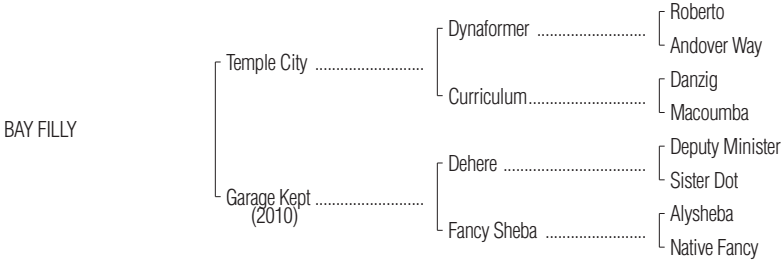 Roberto
Dynaformer ..........................
Andover Way
Temple City ..........................
Danzig
Curriculum............................
Macoumba
BAY FILLY
Deputy Minister
Dehere ..................................
Sister Dot
Garage Kept ..........................
(2010)
Alysheba
Fancy Sheba ........................
Native Fancy